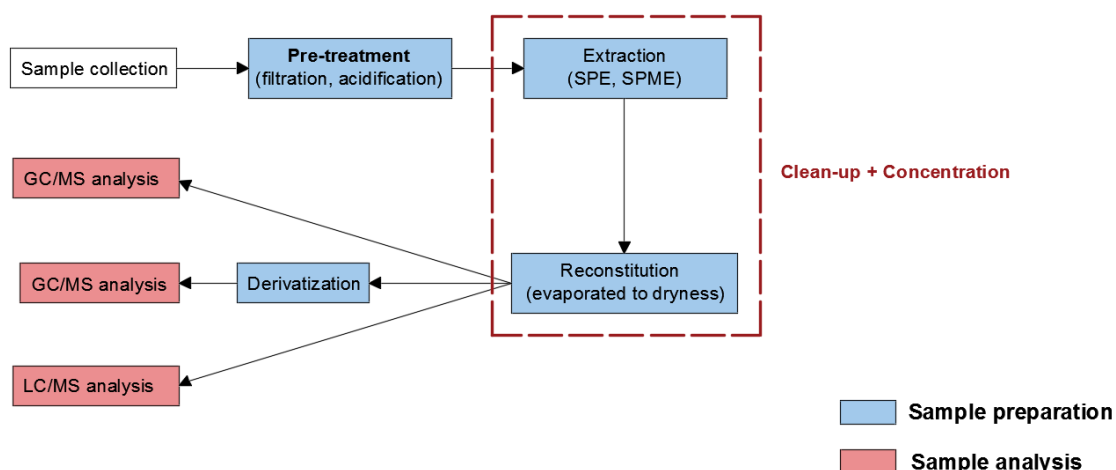 Sample collection
Pre-treatment
(filtration, acidification)
Extraction
(SPE, SPME)
Clean-up + Concentration
GC/MS analysis
GC/MS analysis
Derivatization
Reconstitution
(evaporated to dryness)
LC/MS analysis
Sample preparation
Sample analysis